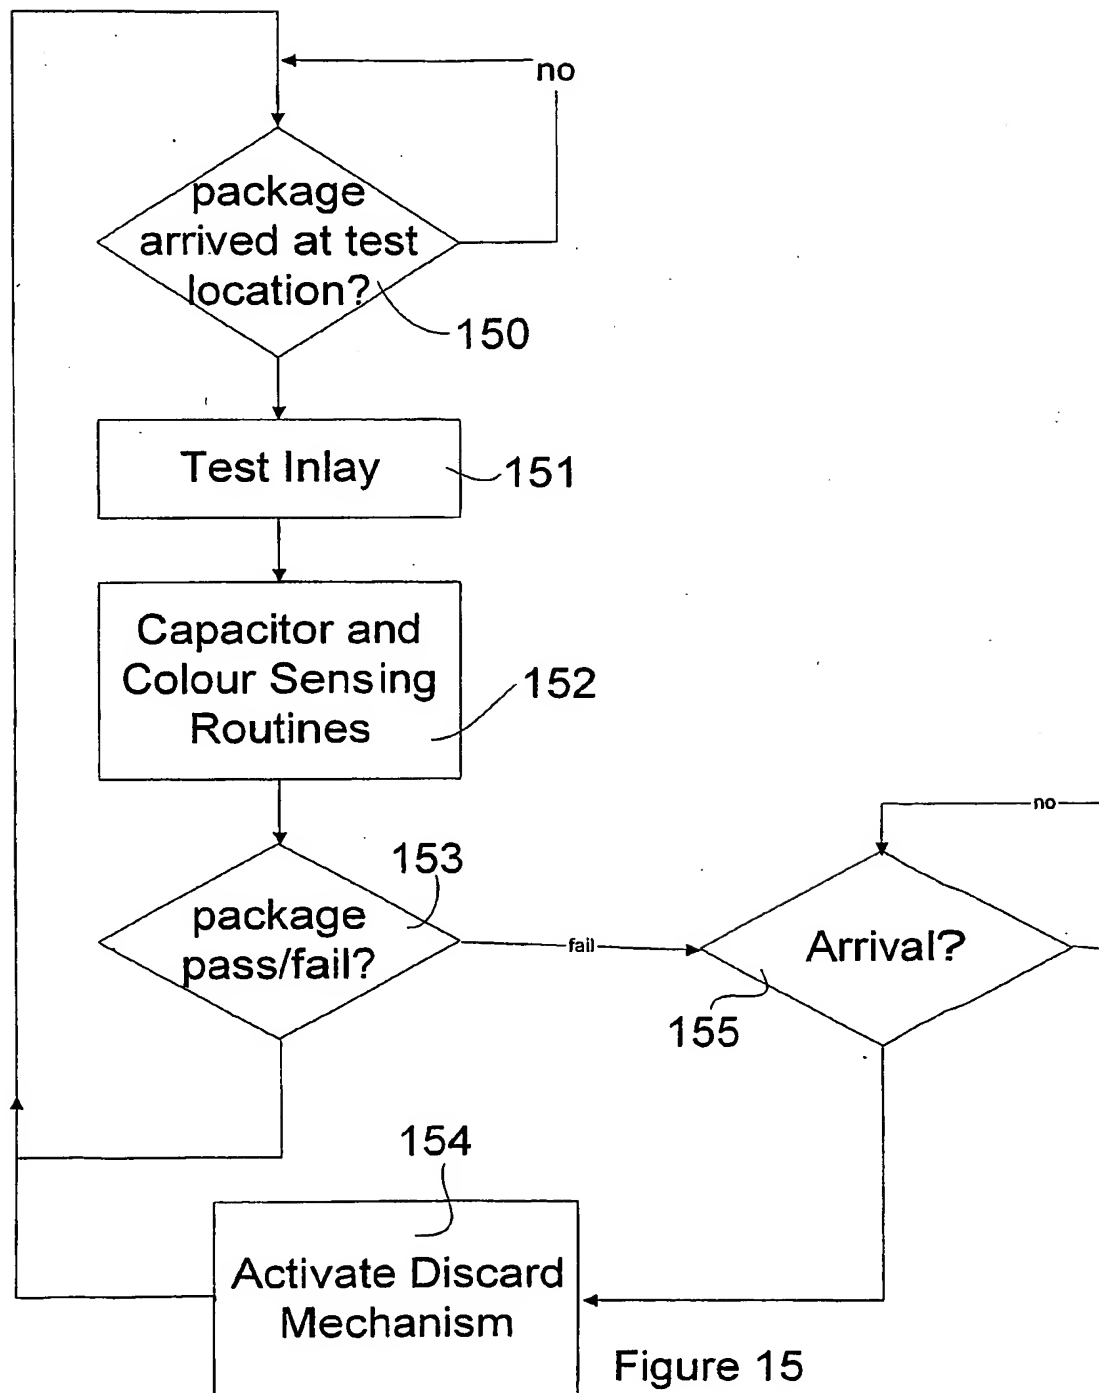 no
package
arrived at test
location?
150
Test Inlay
151
Capacitor and
Colour Sensing
Routines
152
153
package
pass/fail?
fail
no
Arrival?
155
154
Activate Discard
Mechanism
Figure 15